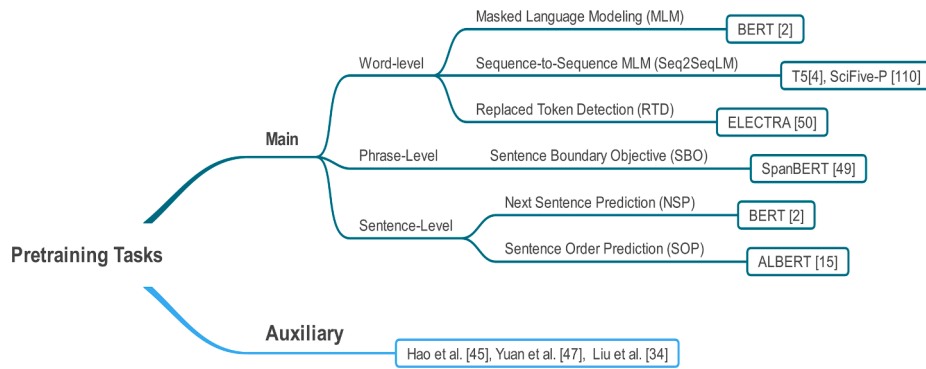 Masked Language Modeling (MLM)
BERT [2]
Word-level
Sequence-to-Sequence MLM (Seq2SeqLM)
T5[4], SciFive-P [110]
Replaced Token Detection (RTD)
ELECTRA [50]
Main
Phrase-Level
Sentence Boundary Objective (SBO)
SpanBERT [49]
Next Sentence Prediction (NSP)
BERT [2]
Sentence-Level
Sentence Order Prediction (SOP)
ALBERT [15]
Pretraining Tasks
Auxiliary
Hao et al. [45], Yuan et al. [47], Liu et al. [34]